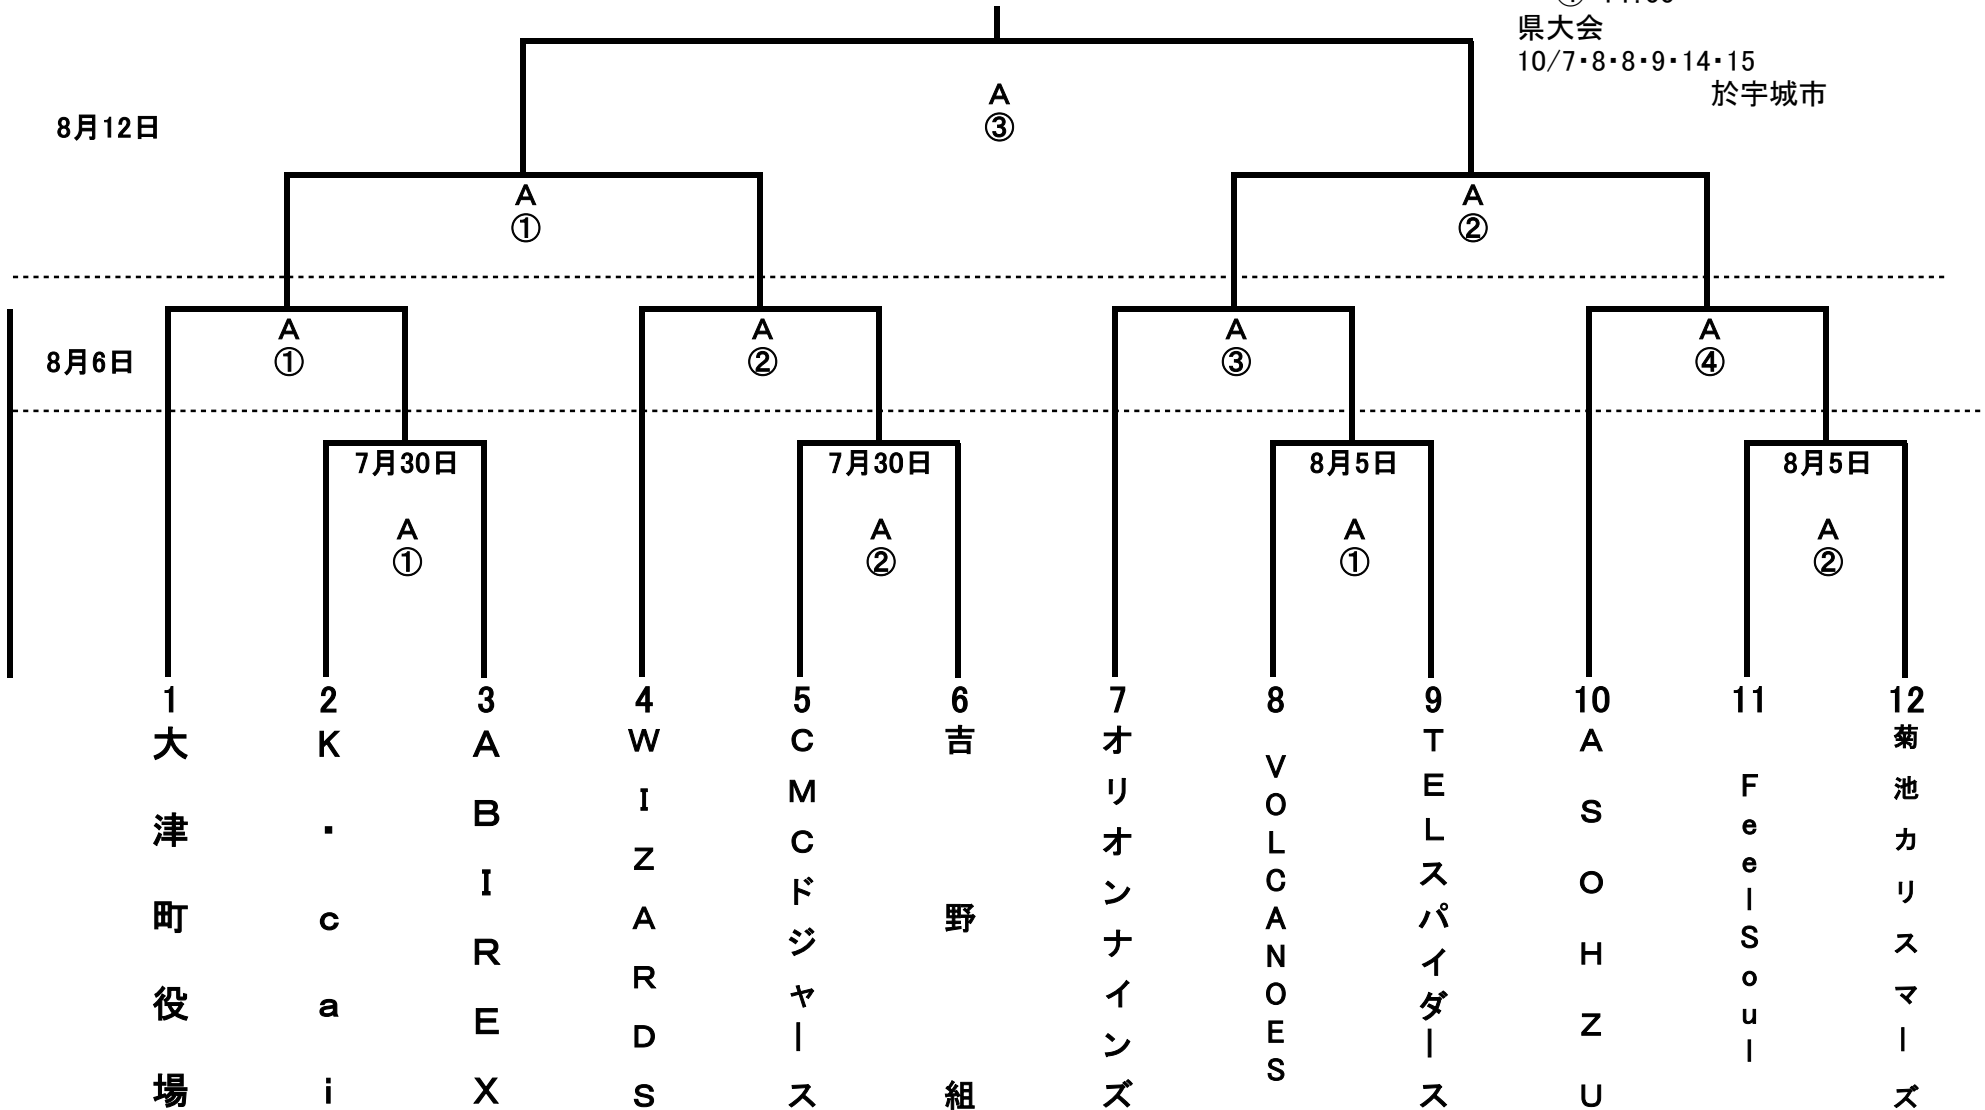 県大会
10/7・8・8・9・14・15
於宇城市
8月12日
A
③
A
①
A
②
8月6日
A
①
A
②
A
③
A
④
7月30日
A
①
7月30日
A
②
8月5日
A
①
8月5日
A
②
1
大津町役場
2
K・cai
3
ABIREX
4
WIZARDS
5
CMCドジャース
6
吉野組
7
オリオンナインズ
8
VOLCANOES
9
TELスパイダース
10
ASOHZU
11
FeelSoul
12
菊池カリスマーズ